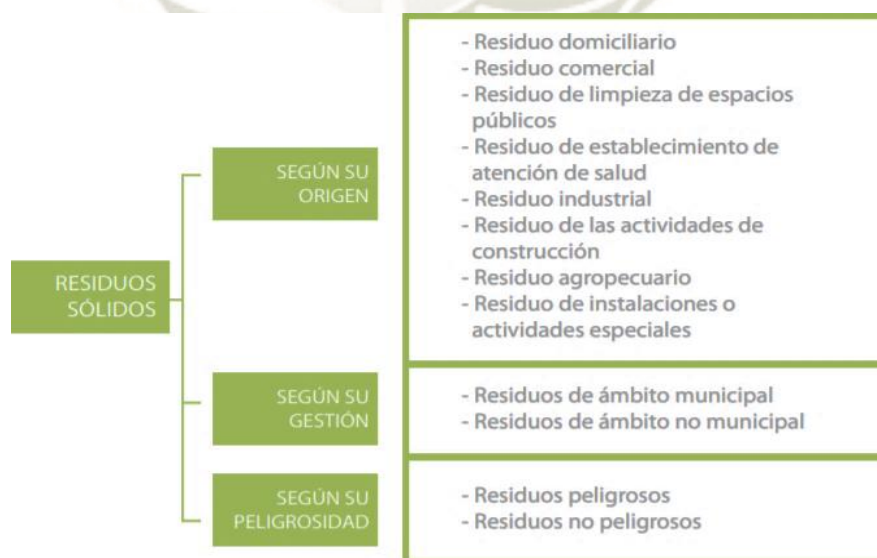 RESIDUOS
SÓLIDOS
SEGÚN SU
ORIGEN
- Residuo domiciliario
- Residuo comercial
- Residuo de limpieza de espacios
públicos
- Residuo de establecimiento de
atención de salud
- Residuo industrial
- Residuo de las actividades de
construcción
- Residuo agropecuario
- Residuo de instalaciones o
actividades especiales
SEGÚN SU
GESTIÓN
- Residuos de ámbito municipal
- Residuos de ámbito no municipal
SEGÚN SU
PELIGROSIDAD
- Residuos peligrosos
- Residuos no peligrosos